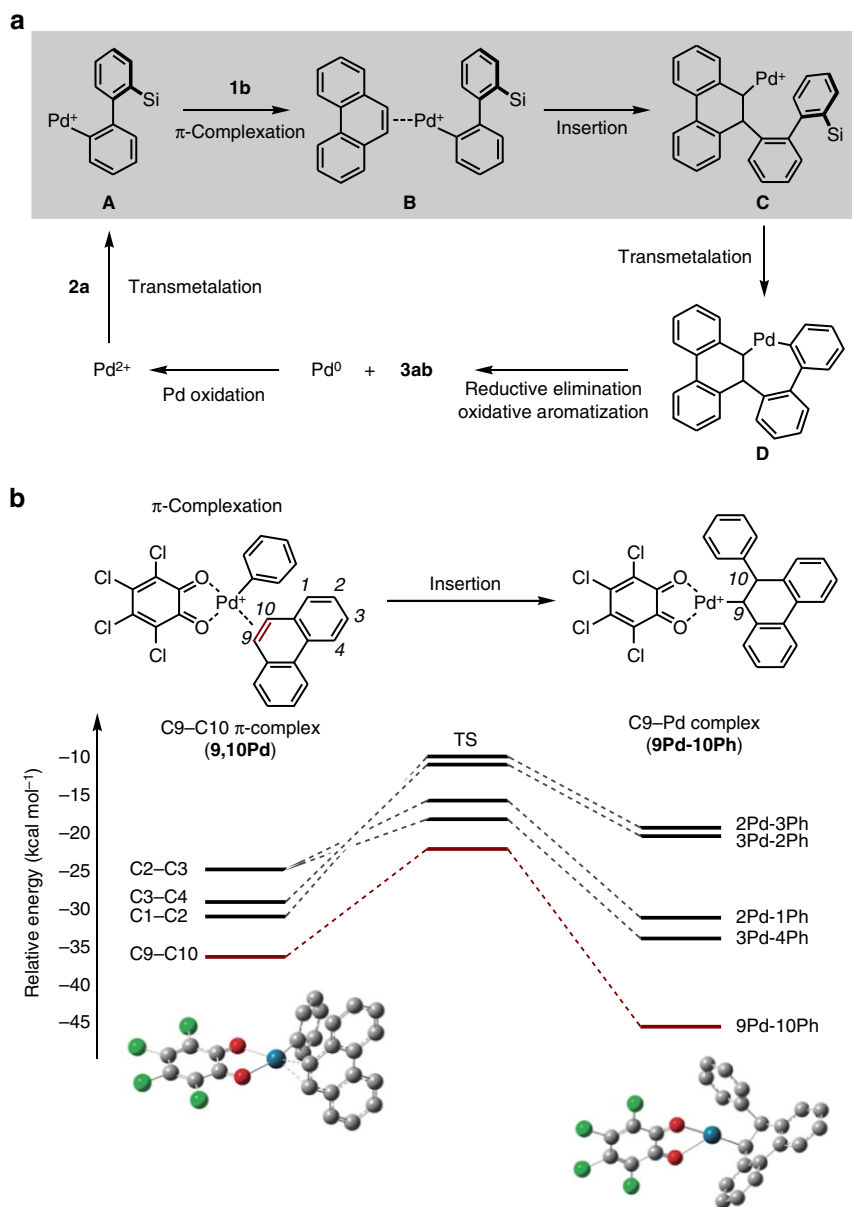 a
1b
π-Complexation
Insertion
Pd⁺
Si
A
Pd⁺
Si
B
Pd⁺
Si
C
Transmetalation
2a
Transmetalation
Pd²⁺
Pd oxidation
Pd⁰ + 3ab
Reductive elimination
oxidative aromatization
Pd
D
b
π-Complexation
Cl
Cl
Cl
Cl
O
O
Pd⁺
1
2
3
4
10
9
Insertion
Cl
Cl
Cl
Cl
O
O
Pd⁺
10
9
C9–C10 π-complex
(9,10Pd)
C9–Pd complex
(9Pd-10Ph)
TS
Relative energy (kcal mol⁻¹)
–10
–15
–20
–25
–30
–35
–40
–45
C2–C3
C3–C4
C1–C2
C9–C10
2Pd-3Ph
3Pd-2Ph
2Pd-1Ph
3Pd-4Ph
9Pd-10Ph